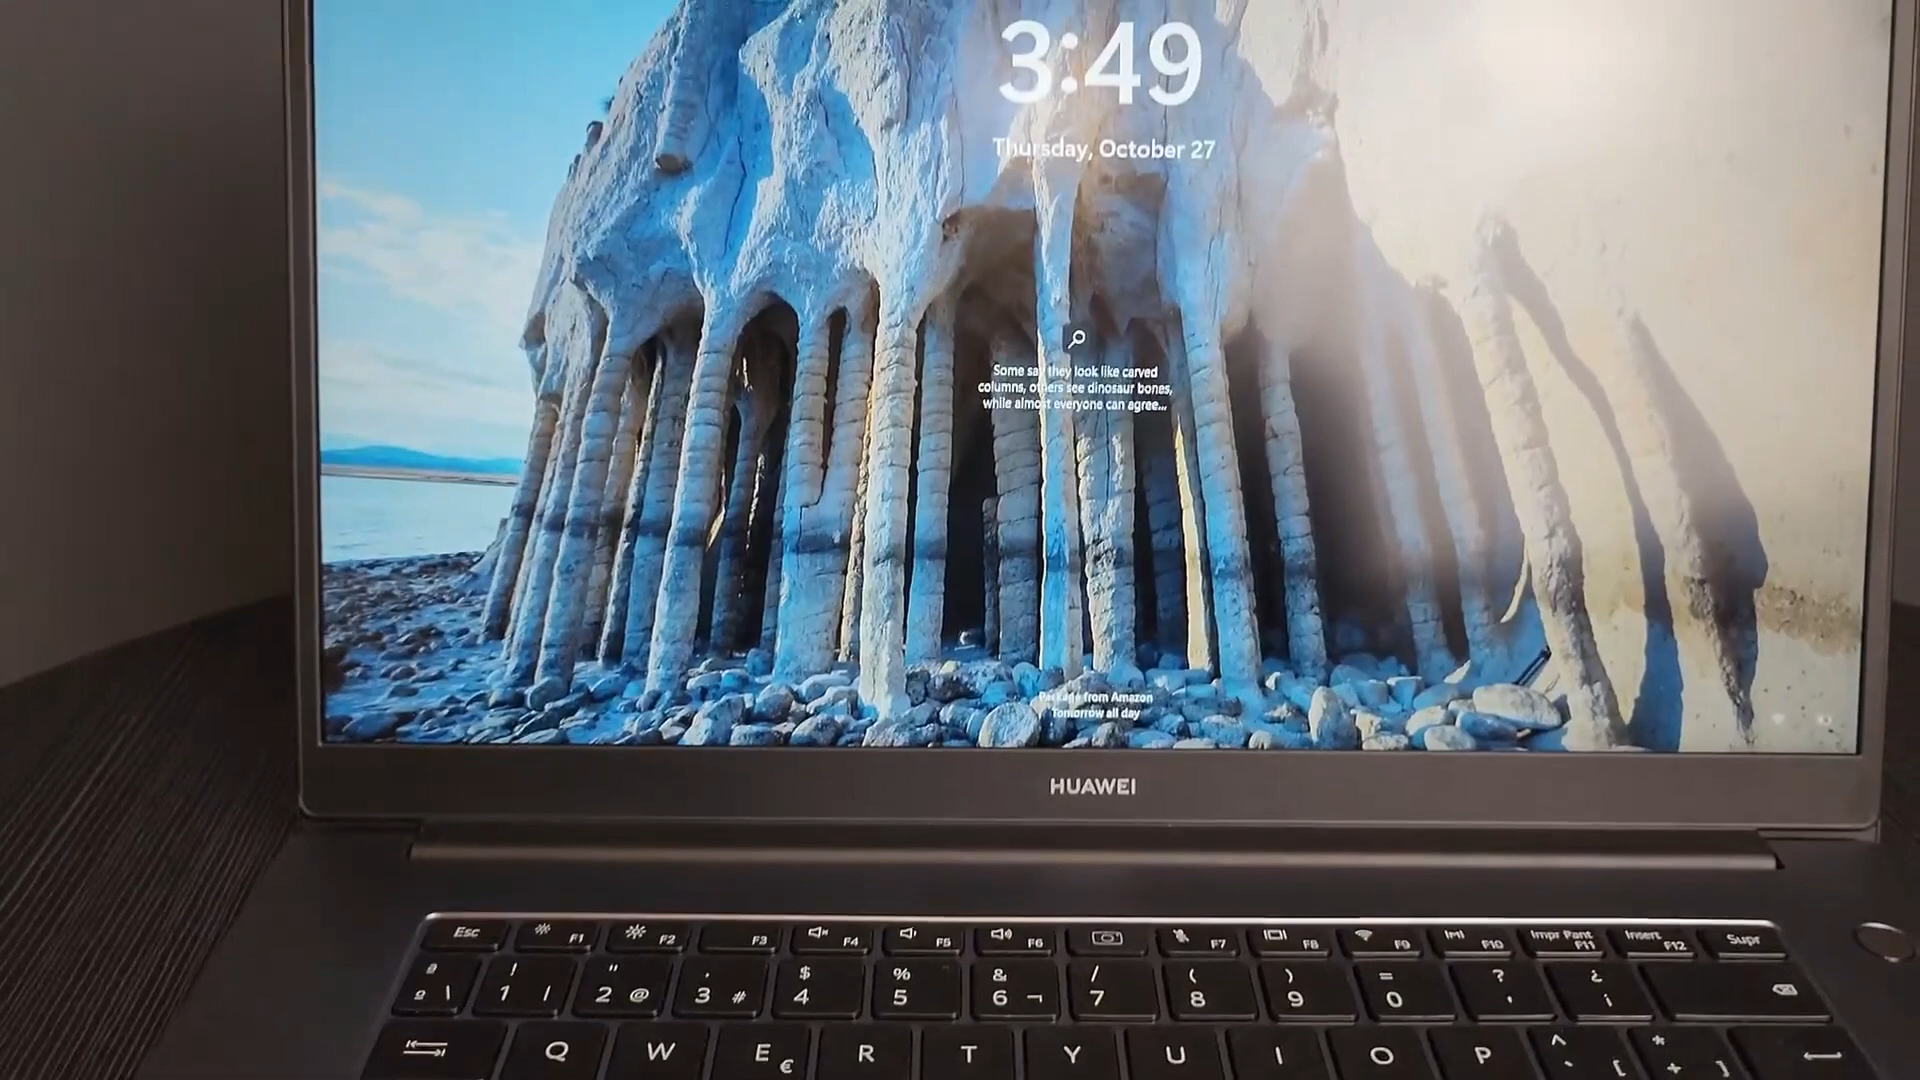 3:49
Thursday, October 27
Some say they look like carved
columns, others see dinosaur bones,
while almost everyone can agree...
Package from Amazon
Tomorrow all day
HUAWEI
Esc F1 F2 F3 F4 F5 F6 F7 F8 F9 F10 Impr Pant F11 Insert F12 Supr
ª º \ ! 1 | " 2 @ · 3 # $ 4 % 5 & 6 ¬ / 7 ( 8 ) 9 = 0 ? ' ¿ ¡
Q W E € R T Y U I O P ^ ` [ * + ]